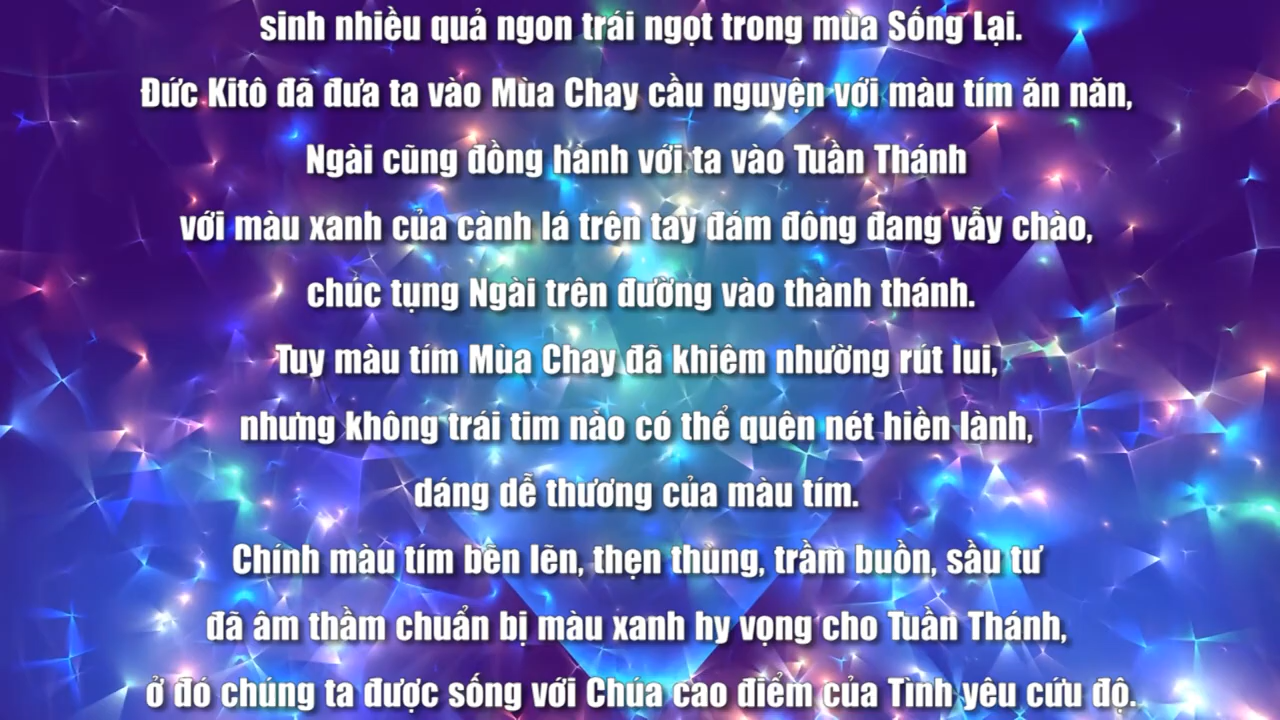 sinh nhiều quả ngon trái ngọt trong mùa Sống Lại.
Đức Kitô đã đưa ta vào Mùa Chay cầu nguyện với màu tím ăn năn,
Ngài cũng đồng hành với ta vào Tuần Thánh
với màu xanh của cành lá trên tay đám đông đang vẫy chào,
chúc tụng Ngài trên đường vào thành thánh.
Tuy màu tím Mùa Chay đã khiêm nhường rút lui,
nhưng không trái tim nào có thể quên nét hiền lành,
dáng dễ thương của màu tím.
Chính màu tím bẽn lẽn, thẹn thùng, trầm buồn, sầu tư
đã âm thầm chuẩn bị màu xanh hy vọng cho Tuần Thánh,
ở đó chúng ta được sống với Chúa cao điểm của Tình yêu cứu độ.